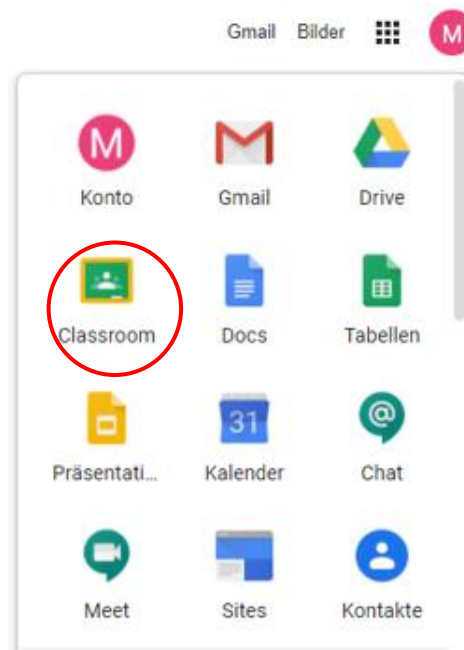 Gmail Bilder M
M
Konto Gmail Drive
Classroom Docs Tabellen
31 @
Präsentati... Kalender Chat
Meet Sites Kontakte